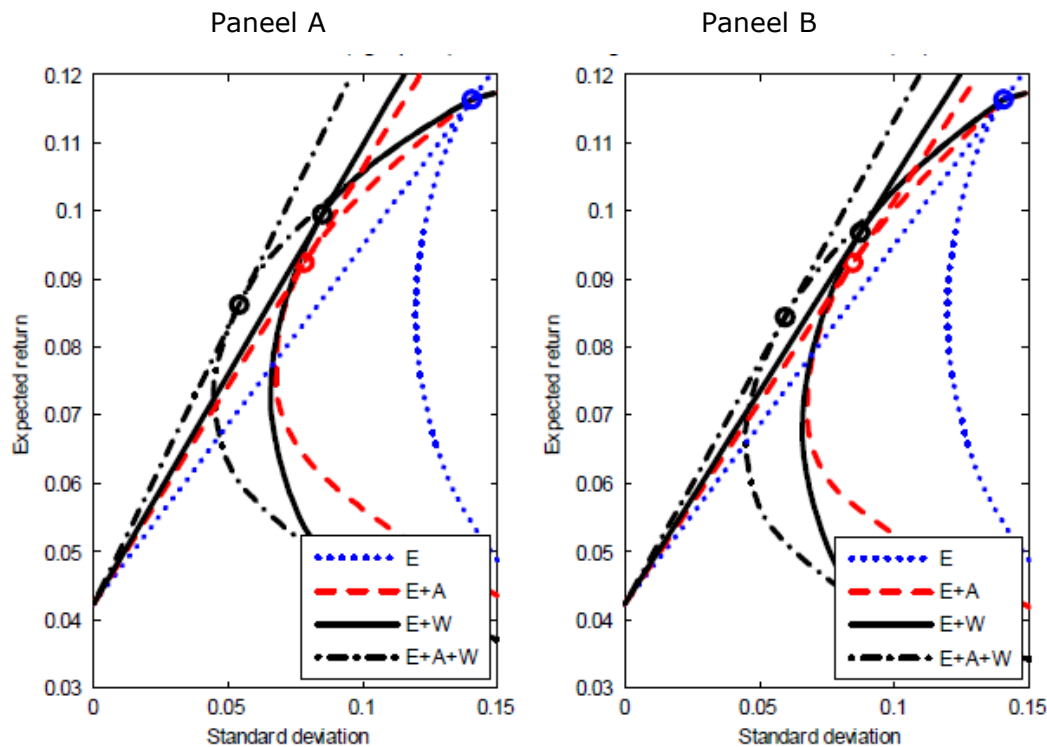 Paneel A
Paneel B
0.12
0.11
0.1
0.09
0.08
0.07
0.06
0.05
0.04
0.03
Expected return
0
0.05
0.1
0.15
Standard deviation
E
E+A
E+W
E+A+W
0.12
0.11
0.1
0.09
0.08
0.07
0.06
0.05
0.04
0.03
Expected return
0
0.05
0.1
0.15
Standard deviation
E
E+A
E+W
E+A+W